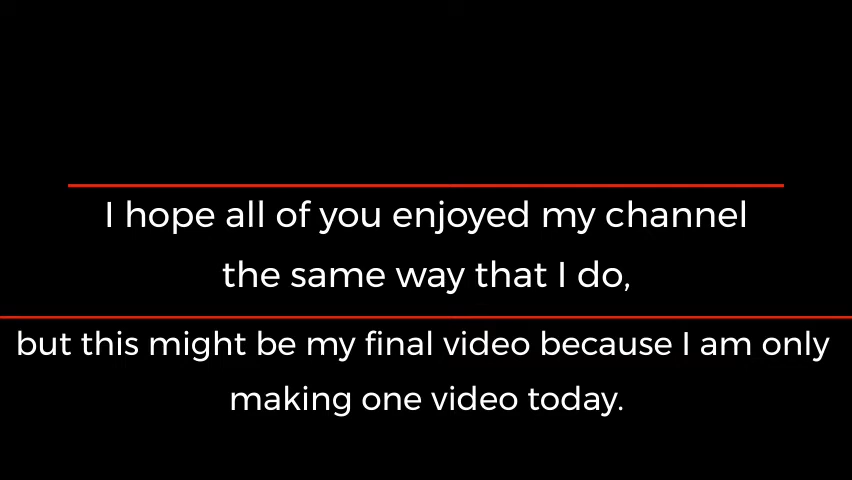 I hope all of you enjoyed my channel
the same way that I do,
but this might be my final video because I am only
making one video today.